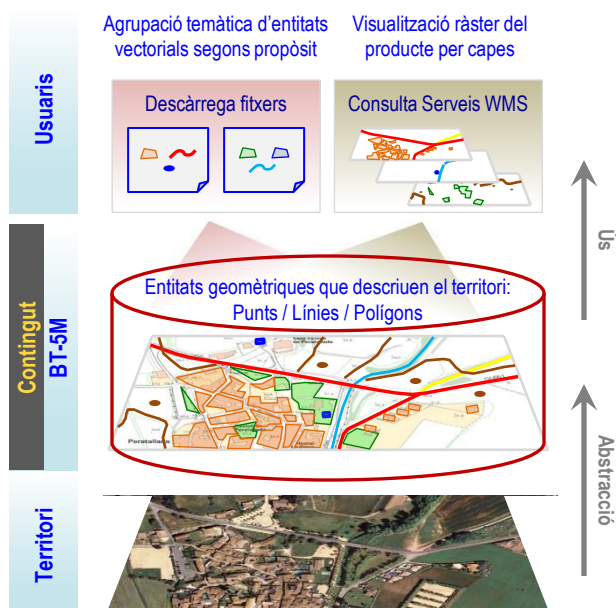 Agrupació temàtica d'entitats
vectorials segons propòsit
Visualització ràster del
producte per capes
Usuaris
Descàrrega fitxers
Consulta Serveis WMS
Ús
Contingut
BT-5M
Entitats geomètriques que descriuen el territori:
Punts / Línies / Polígons
Peratallada
Abstracció
Territori